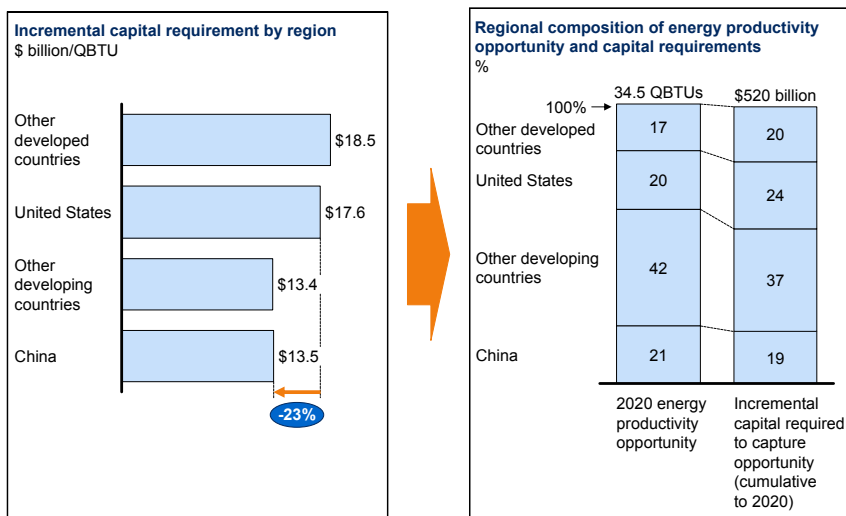 Incremental capital requirement by region
$ billion/QBTU
Other
developed
countries
$18.5
United States
$17.6
Other
developing
countries
$13.4
China
$13.5
-23%
Regional composition of energy productivity
opportunity and capital requirements
%
34.5 QBTUs
$520 billion
100%
Other developed
countries
17
20
United States
20
24
Other developing
countries
42
37
China
21
19
2020 energy
productivity
opportunity
Incremental
capital required
to capture
opportunity
(cumulative
to 2020)